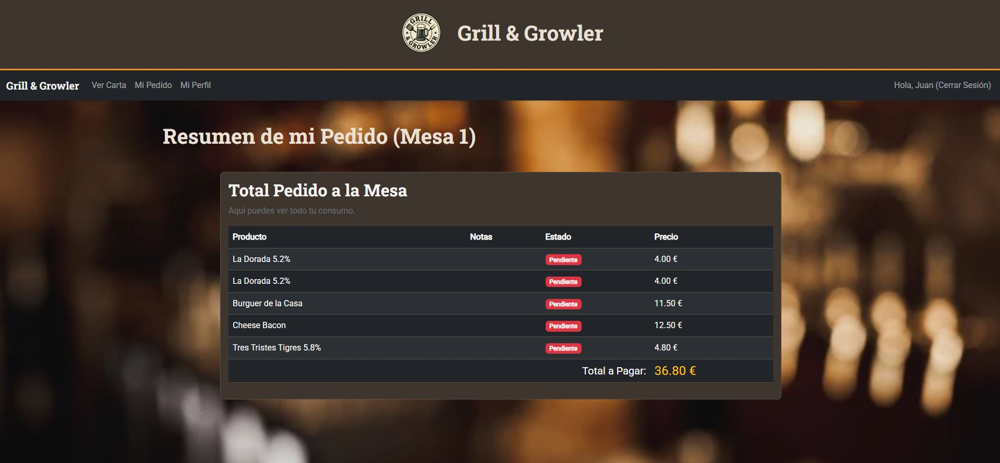 GRILL & GROWLER
Grill & Growler
Grill & Growler Ver Carta Mi Pedido Mi Perfil Hola, Juan (Cerrar Sesión)
Resumen de mi Pedido (Mesa 1)
Total Pedido a la Mesa
Aquí puedes ver todo tu consumo.
Producto Notas Estado Precio
La Dorada 5.2% Pendiente 4.00 €
La Dorada 5.2% Pendiente 4.00 €
Burguer de la Casa Pendiente 11.50 €
Cheese Bacon Pendiente 12.50 €
Tres Tristes Tigres 5.8% Pendiente 4.80 €
Total a Pagar: 36.80 €